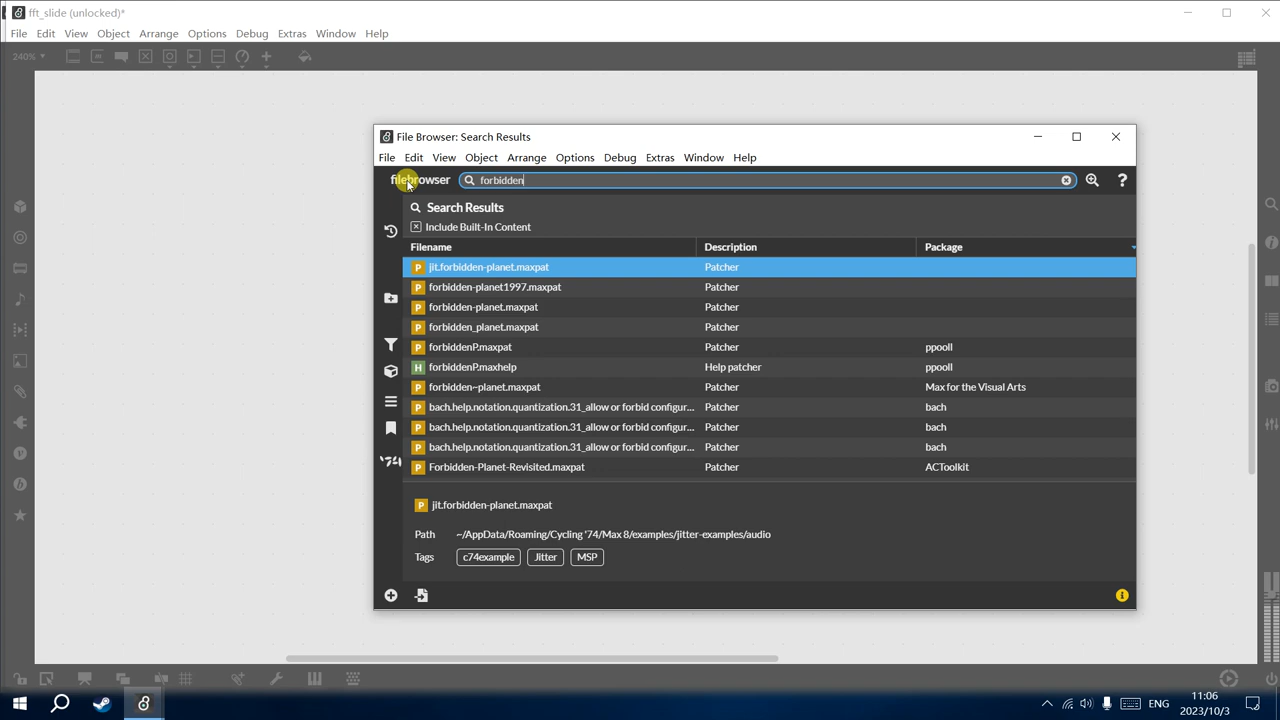 fft_slide (unlocked)*
File Edit View Object Arrange Options Debug Extras Window Help
240%
File Browser: Search Results
File Edit View Object Arrange Options Debug Extras Window Help
filebrowser forbidden ?
Search Results
Include Built-In Content
Filename Description Package
P jit.forbidden-planet.maxpat Patcher
P forbidden-planet1997.maxpat Patcher
P forbidden-planet.maxpat Patcher
P forbidden_planet.maxpat Patcher
P forbiddenP.maxpat Patcher ppooll
H forbiddenP.maxhelp Help patcher ppooll
P forbidden~planet.maxpat Patcher Max for the Visual Arts
P bach.help.notation.quantization.31_allow or forbid configur... Patcher bach
P bach.help.notation.quantization.31_allow or forbid configur... Patcher bach
P bach.help.notation.quantization.31_allow or forbid configur... Patcher bach
P Forbidden-Planet-Revisited.maxpat Patcher ACToolkit
P jit.forbidden-planet.maxpat
Path ~/AppData/Roaming/Cycling '74/Max 8/examples/jitter-examples/audio
Tags c74example Jitter MSP
ENG
11:06
2023/10/3